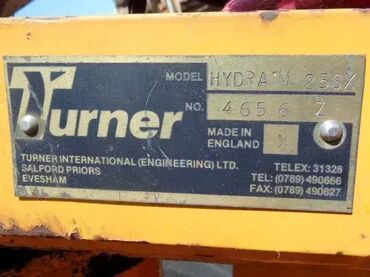 Turner
MODEL HYDRA'M 25SX
NO. 4656 Z
MADE IN ENGLAND X
TURNER INTERNATIONAL (ENGINEERING) LTD.
SALFORD PRIORS
EVESHAM
TELEX: 31328
TEL: (0789) 490666
FAX: (0789) 490627